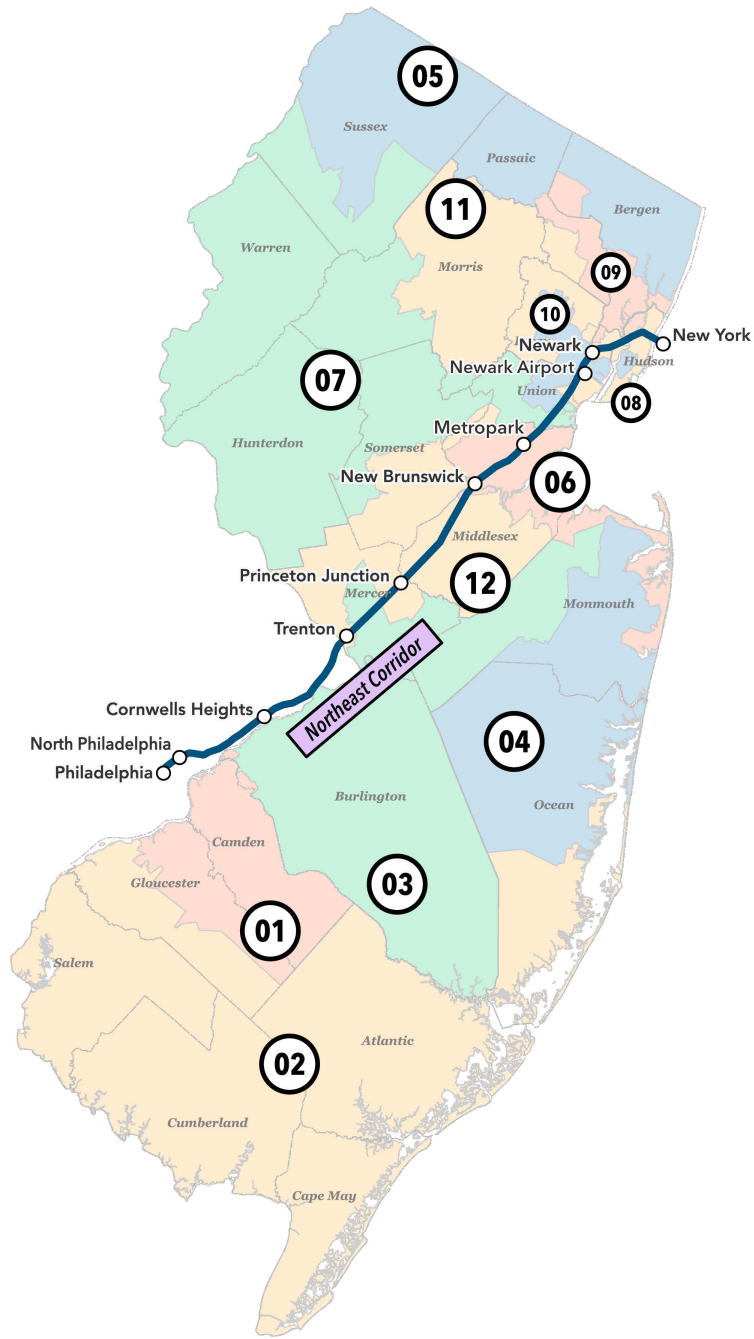 05
Sussex
Passaic
11
Bergen
Warren
Morris
09
10
New York
Newark
Hudson
Newark Airport
07
Union
08
Metropark
Hunterdon
Somerset
New Brunswick
06
Middlesex
Princeton Junction
12
Mercer
Monmouth
Trenton
Northeast Corridor
Cornwells Heights
North Philadelphia
04
Philadelphia
Burlington
Ocean
Camden
Gloucester
03
01
Salem
Atlantic
02
Cumberland
Cape May